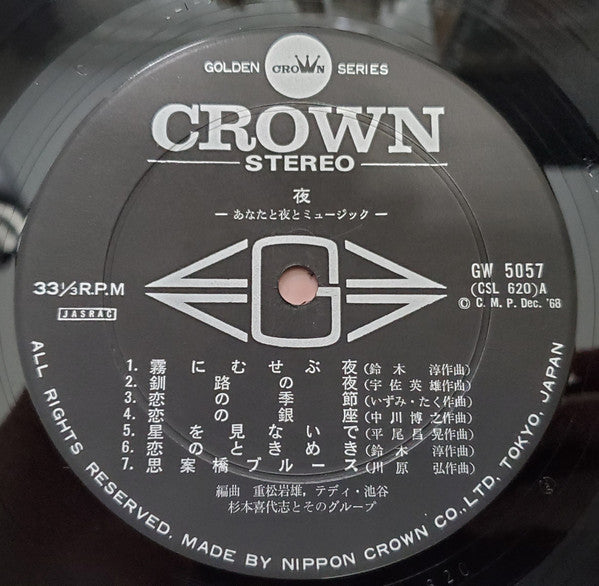 GOLDEN CROWN SERIES
CROWN
STEREO
夜
— あなたと夜とミュージック —
G
33⅓R.P.M
JASRAC
GW 5057
(CSL 620)A
© C. M. P. Dec. '68
1. 霧にむせぶ夜(鈴木淳作曲)
2. 釧路の夜(宇佐英雄作曲)
3. 恋の季節(いずみ・たく作曲)
4. 恋の銀座(中川博之作曲)
5. 星を見ないで(平尾昌晃作曲)
6. 恋のときめき(鈴木淳作曲)
7. 思案橋ブルース(川原弘作曲)
編曲 重松岩雄, テディ・池谷
杉本喜代志とそのグループ
ALL RIGHTS RESERVED. MADE BY NIPPON CROWN CO., LTD. TOKYO, JAPAN